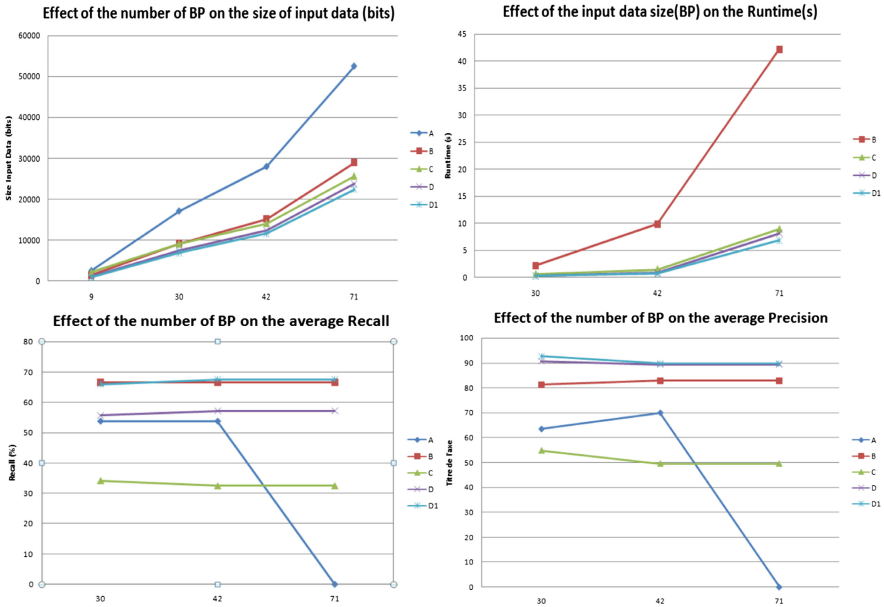 Effect of the number of BP on the size of input data (bits)
60000
50000
40000
30000
20000
10000
0
Size Input Data (bits)
9
30
42
71
A
B
C
D
D1
Effect of the input data size(BP) on the Runtime(s)
45
40
35
30
25
20
15
10
5
0
Runtime (s)
30
42
71
B
C
D
D1
Effect of the number of BP on the average Recall
80
70
60
50
40
30
20
10
0
Recall (%)
30
42
71
A
B
C
D
D1
Effect of the number of BP on the average Precision
100
90
80
70
60
50
40
30
20
10
0
Titre de l'axe
30
42
71
A
B
C
D
D1